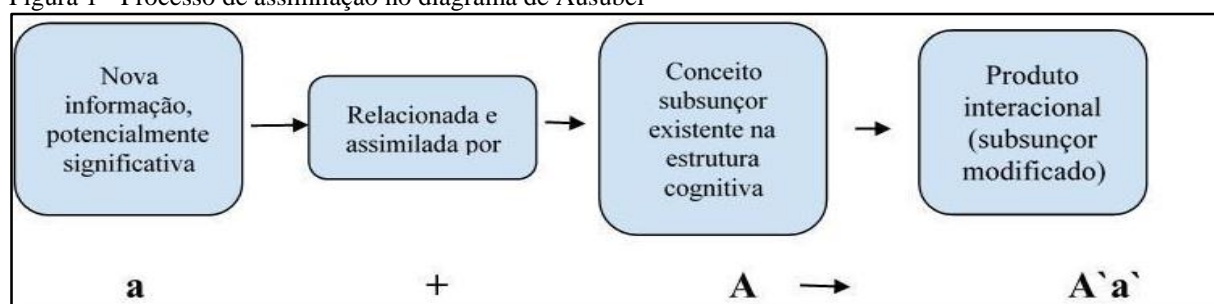 Figura 1 - Processo de assimilação no diagrama de Ausubel
Nova
informação,
potencialmente
significativa
Relacionada e
assimilada por
Conceito
subsunçor
existente na
estrutura
cognitiva
Produto
interacional
(subsunçor
modificado)
a + A → A`a`